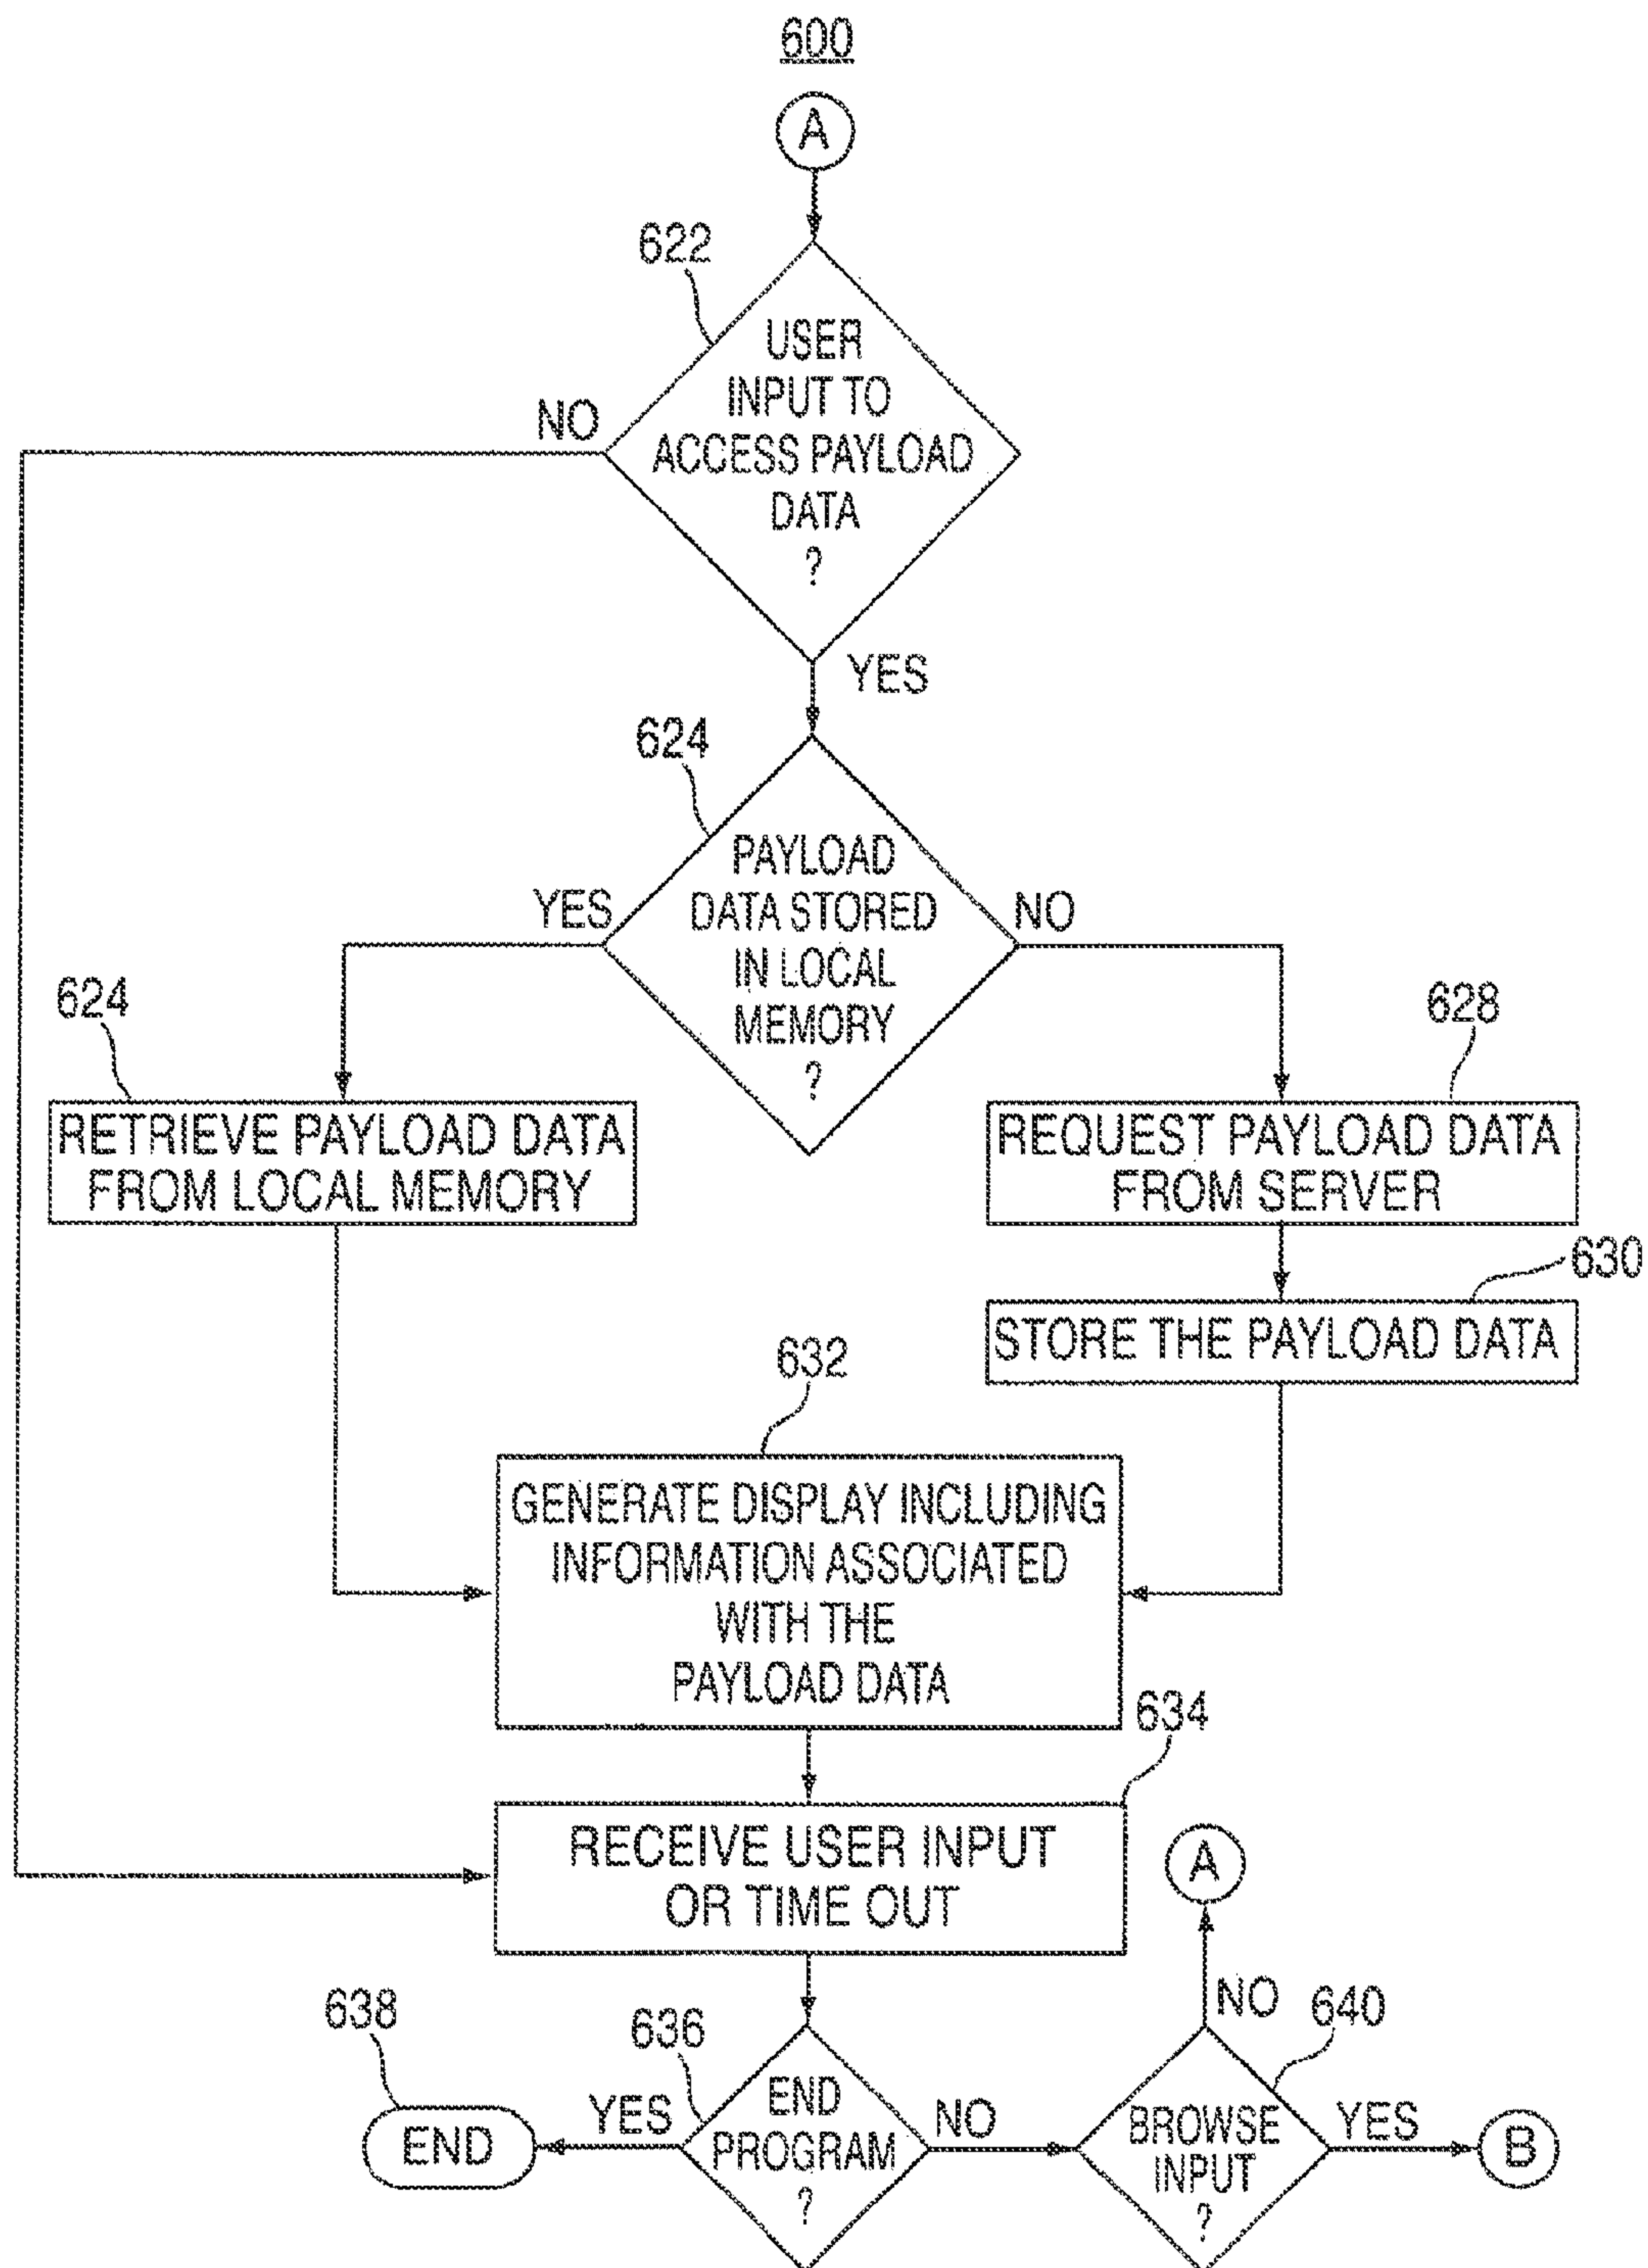 600
A
622
USER
INPUT TO
ACCESS PAYLOAD
DATA
?
NO
YES
624
PAYLOAD
DATA STORED
IN LOCAL
MEMORY
?
YES
NO
624
RETRIEVE PAYLOAD DATA
FROM LOCAL MEMORY
628
REQUEST PAYLOAD DATA
FROM SERVER
630
STORE THE PAYLOAD DATA
632
GENERATE DISPLAY INCLUDING
INFORMATION ASSOCIATED
WITH THE
PAYLOAD DATA
634
RECEIVE USER INPUT
OR TIME OUT
636
END
PROGRAM
?
YES
638
END
NO
640
BROWSE
INPUT
?
NO
A
YES
B